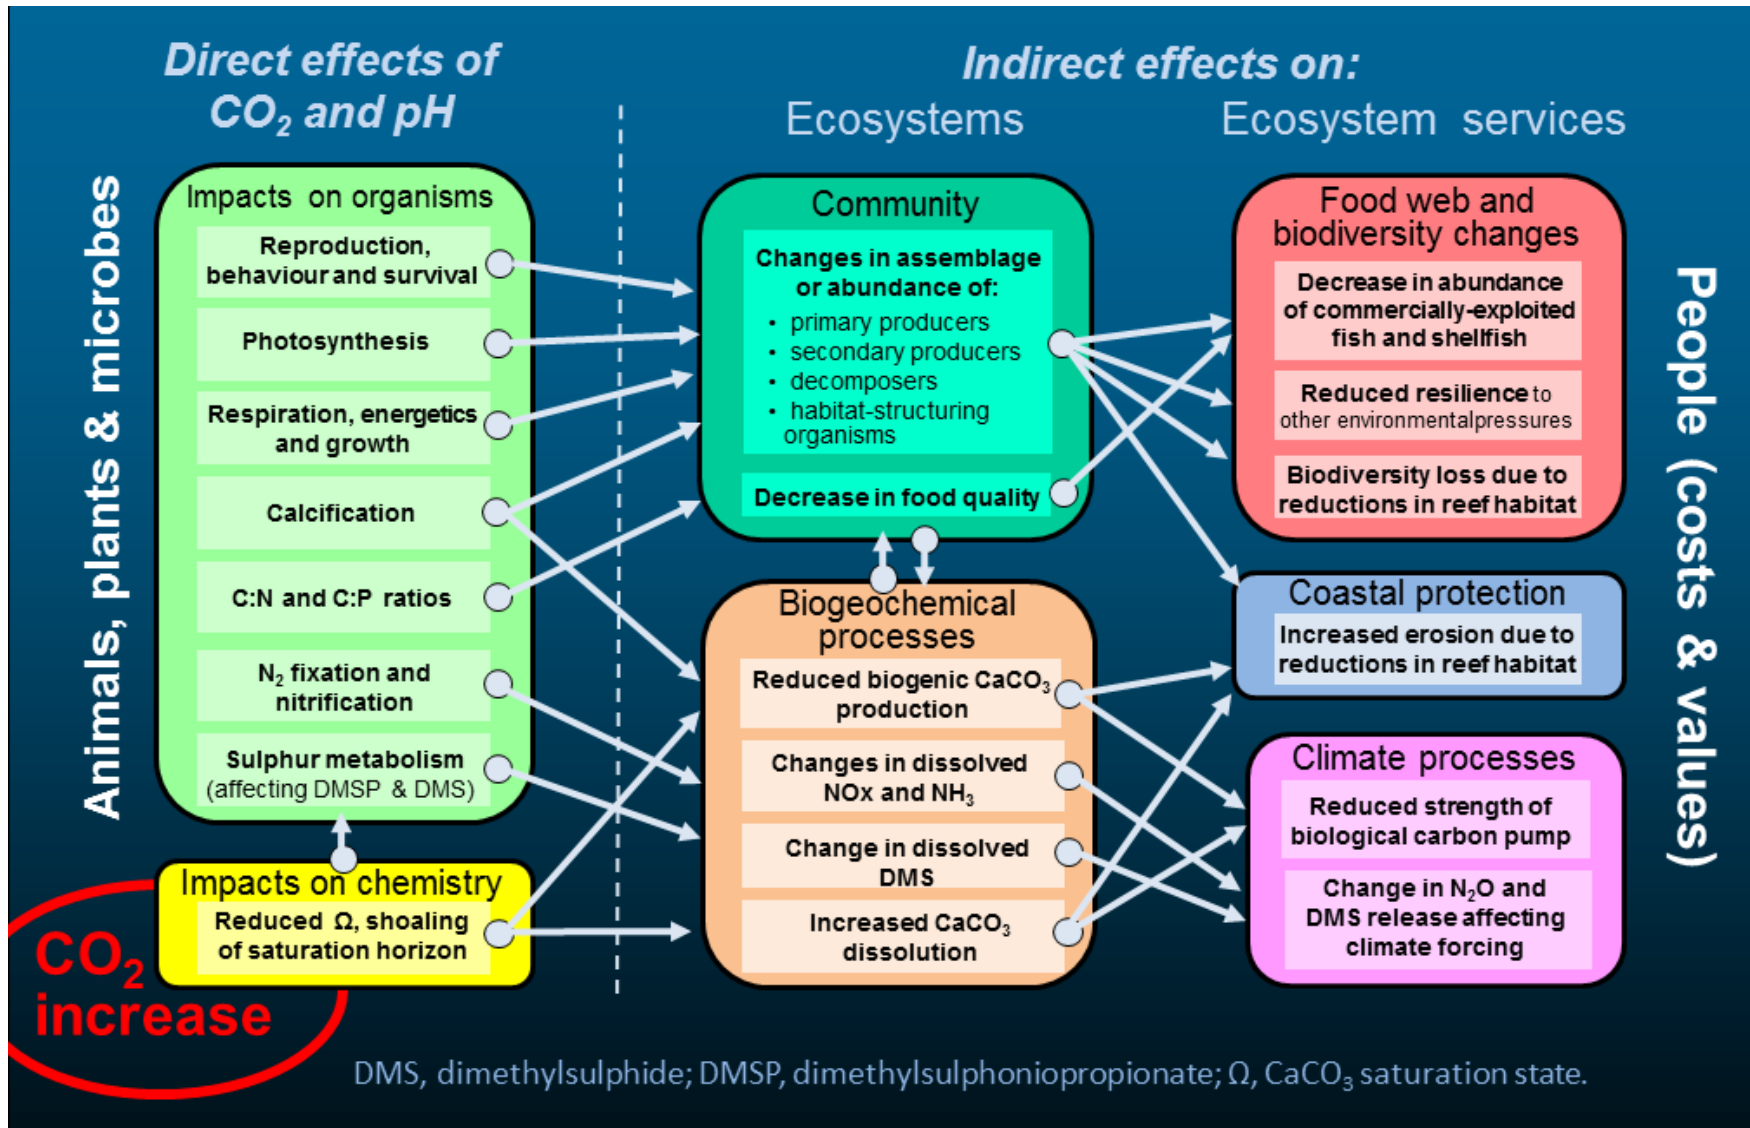 Direct effects of
CO₂ and pH
Indirect effects on:
Ecosystems
Ecosystem services
Animals, plants & microbes
Impacts on organisms
Reproduction,
behaviour and survival
Photosynthesis
Respiration, energetics
and growth
Calcification
C:N and C:P ratios
N₂ fixation and
nitrification
Sulphur metabolism
(affecting DMSP & DMS)
Impacts on chemistry
Reduced Ω, shoaling
of saturation horizon
CO₂
increase
Community
Changes in assemblage
or abundance of:
• primary producers
• secondary producers
• decomposers
• habitat-structuring
organisms
Decrease in food quality
Biogeochemical
processes
Reduced biogenic CaCO₃
production
Changes in dissolved
NOx and NH₃
Change in dissolved
DMS
Increased CaCO₃
dissolution
Food web and
biodiversity changes
Decrease in abundance
of commercially-exploited
fish and shellfish
Reduced resilience to
other environmental pressures
Biodiversity loss due to
reductions in reef habitat
Coastal protection
Increased erosion due to
reductions in reef habitat
Climate processes
Reduced strength of
biological carbon pump
Change in N₂O and
DMS release affecting
climate forcing
People (costs & values)
DMS, dimethylsulphide; DMSP, dimethylsulphoniopropionate; Ω, CaCO₃ saturation state.